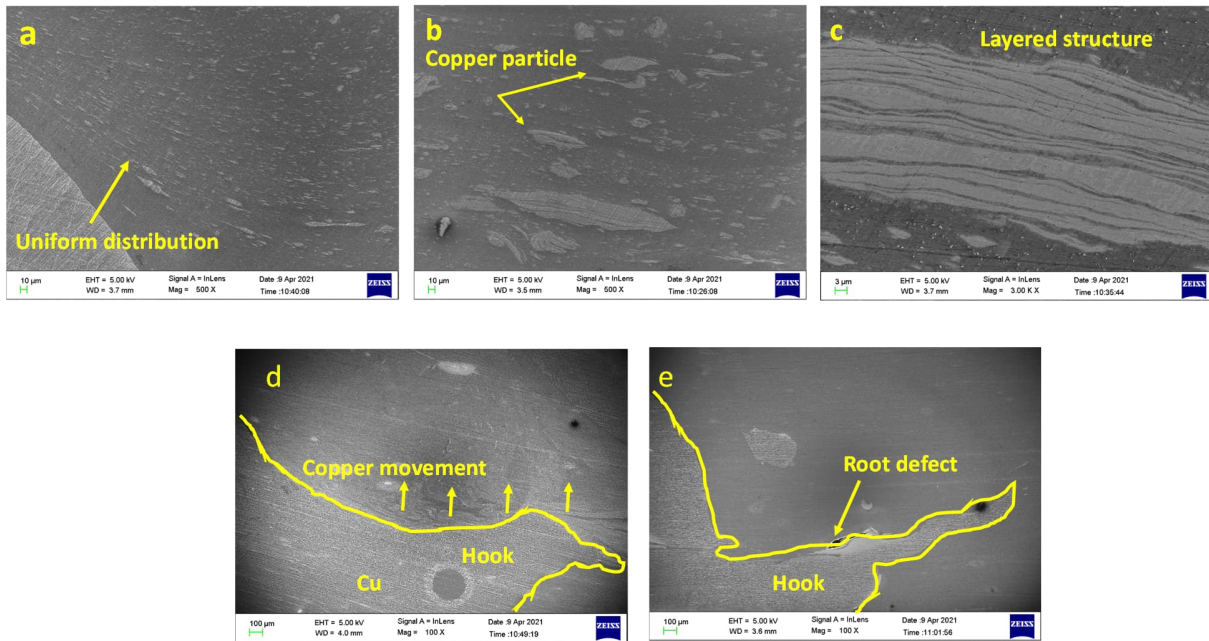 a
Uniform distribution
10 µm
EHT = 5.00 kV
WD = 3.7 mm
Signal A = InLens
Mag = 500 X
Date :9 Apr 2021
Time :10:40:08
ZEISS
b
Copper particle
10 µm
EHT = 5.00 kV
WD = 3.5 mm
Signal A = InLens
Mag = 500 X
Date :9 Apr 2021
Time :10:26:08
ZEISS
c
Layered structure
3 µm
EHT = 5.00 kV
WD = 3.7 mm
Signal A = InLens
Mag = 3.00 K X
Date :9 Apr 2021
Time :10:35:44
ZEISS
d
Copper movement
Hook
Cu
100 µm
EHT = 5.00 kV
WD = 4.0 mm
Signal A = InLens
Mag = 100 X
Date :9 Apr 2021
Time :10:49:19
ZEISS
e
Root defect
Hook
100 µm
EHT = 5.00 kV
WD = 3.6 mm
Signal A = InLens
Mag = 100 X
Date :9 Apr 2021
Time :11:01:56
ZEISS